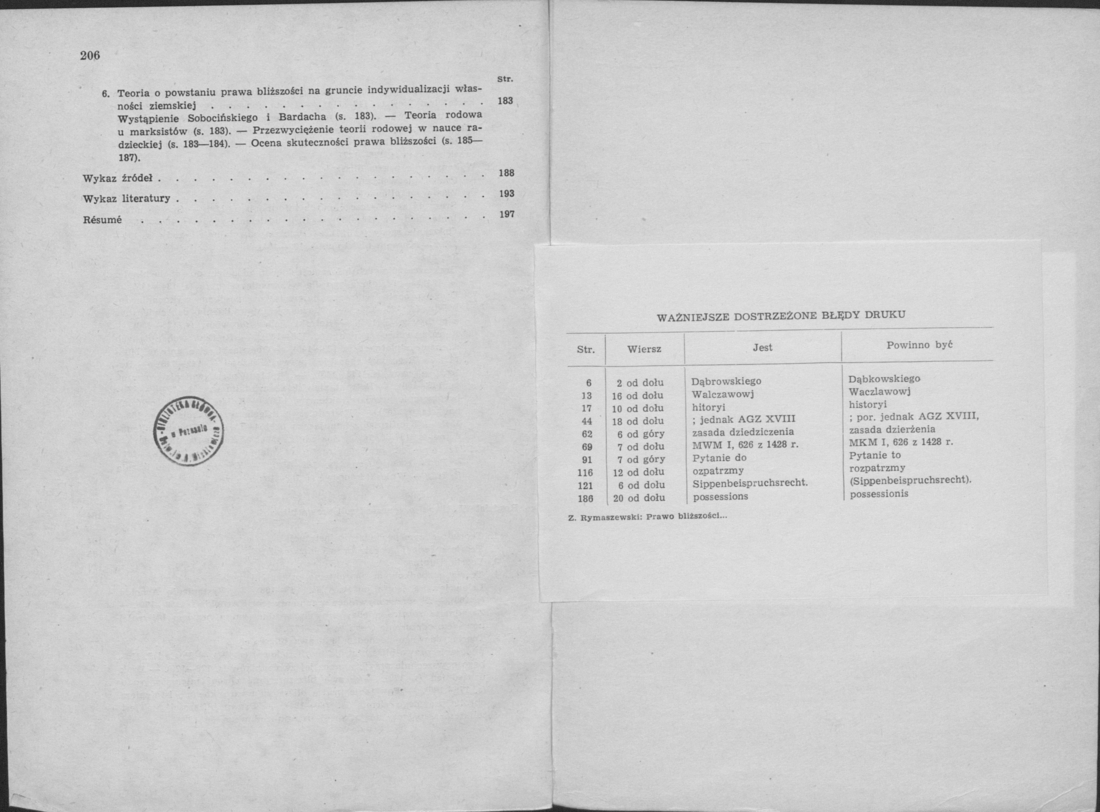 206
Str.
6. Teoria o powstaniu prawa bliższości na gruncie indywidualizacji włas-
ności ziemskiej . . . . . . . . . . . . . . . . 183
Wystąpienie Sobocińskiego i Bardacha (s. 183). — Teoria rodowa
u marksistów (s. 183). — Przezwyciężenie teorii rodowej w nauce ra-
dzieckiej (s. 183—184). — Ocena skuteczności prawa bliższości (s. 185—
187).
Wykaz źródeł . . . . . . . . . . . . . . . . . . . 188
Wykaz literatury . . . . . . . . . . . . . . . . . . 193
Résumé . . . . . . . . . . . . . . . . . . . . 197
BIBLIOTEKA GŁÓWNA
w Poznaniu
WAŻNIEJSZE DOSTRZEŻONE BŁĘDY DRUKU
Str. Wiersz Jest Powinno być
6 2 od dołu Dąbrowskiego Dąbkowskiego
13 16 od dołu Walczawowj Waczlawowj
17 10 od dołu hitoryi historyi
44 18 od dołu ; jednak AGZ XVIII ; por. jednak AGZ XVIII,
62 6 od góry zasada dziedziczenia zasada dzierżenia
69 7 od dołu MWM I, 626 z 1428 r. MKM I, 626 z 1428 r.
91 7 od góry Pytanie do Pytanie to
116 12 od dołu ozpatrzmy rozpatrzmy
121 6 od dołu Sippenbeispruchsrecht. (Sippenbeispruchsrecht).
186 20 od dołu possessions possessionis
Z. Rymaszewski: Prawo bliższości...